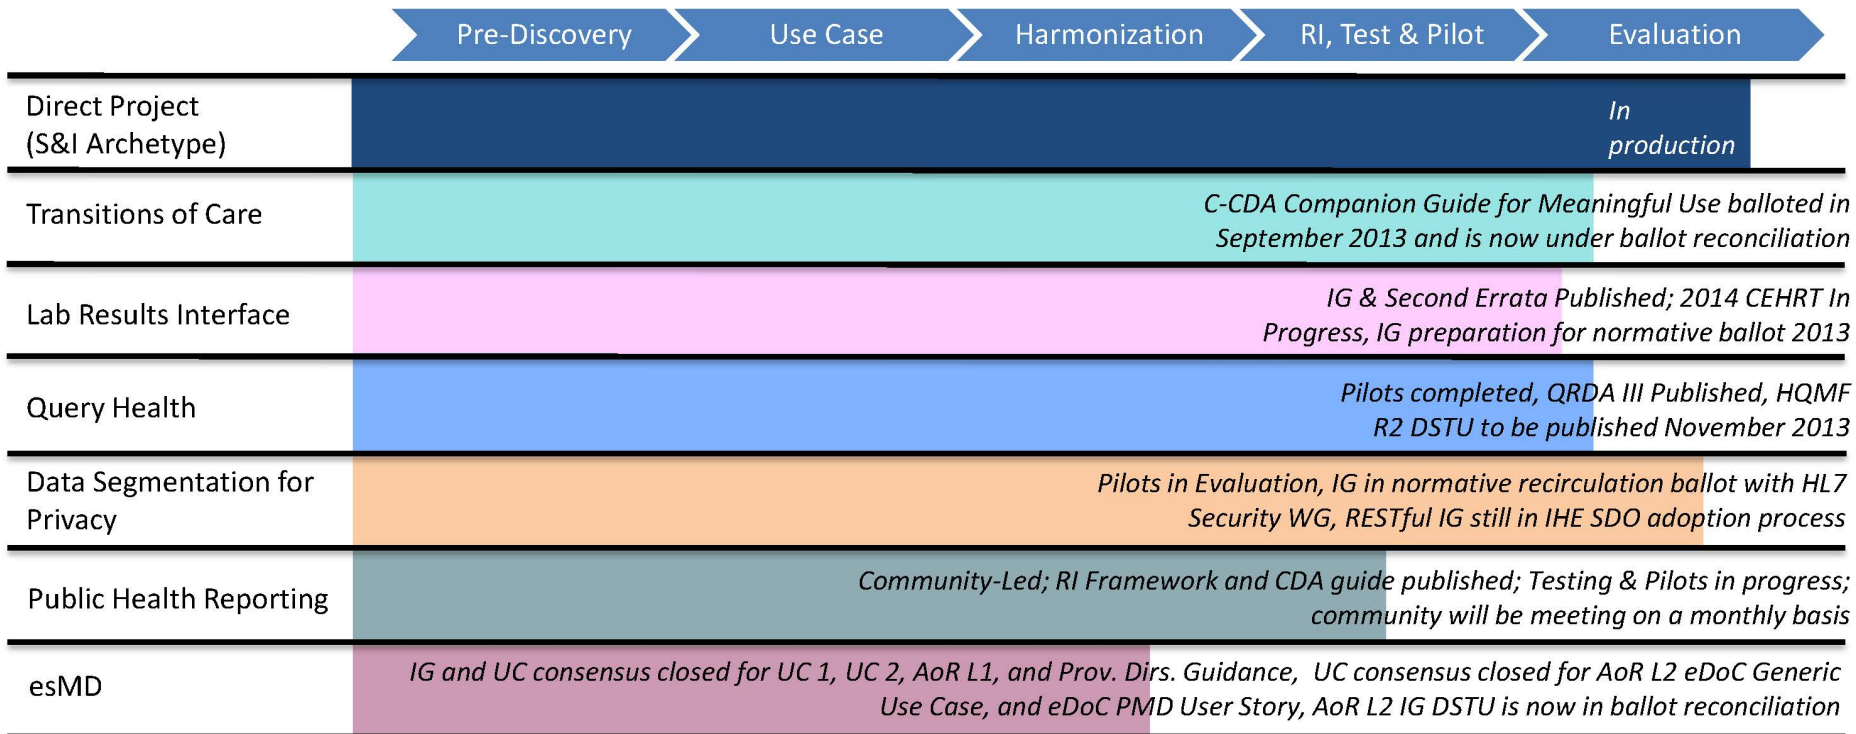 Pre-Discovery
Use Case
Harmonization
RI, Test & Pilot
Evaluation
Direct Project
(S&I Archetype)
In
production
Transitions of Care
C-CDA Companion Guide for Meaningful Use balloted in
September 2013 and is now under ballot reconciliation
Lab Results Interface
IG & Second Errata Published; 2014 CEHRT In
Progress, IG preparation for normative ballot 2013
Query Health
Pilots completed, QRDA III Published, HQMF
R2 DSTU to be published November 2013
Data Segmentation for
Privacy
Pilots in Evaluation, IG in normative recirculation ballot with HL7
Security WG, RESTful IG still in IHE SDO adoption process
Public Health Reporting
Community-Led; RI Framework and CDA guide published; Testing & Pilots in progress;
community will be meeting on a monthly basis
esMD
IG and UC consensus closed for UC 1, UC 2, AoR L1, and Prov. Dirs. Guidance, UC consensus closed for AoR L2 eDoC Generic
Use Case, and eDoC PMD User Story, AoR L2 IG DSTU is now in ballot reconciliation